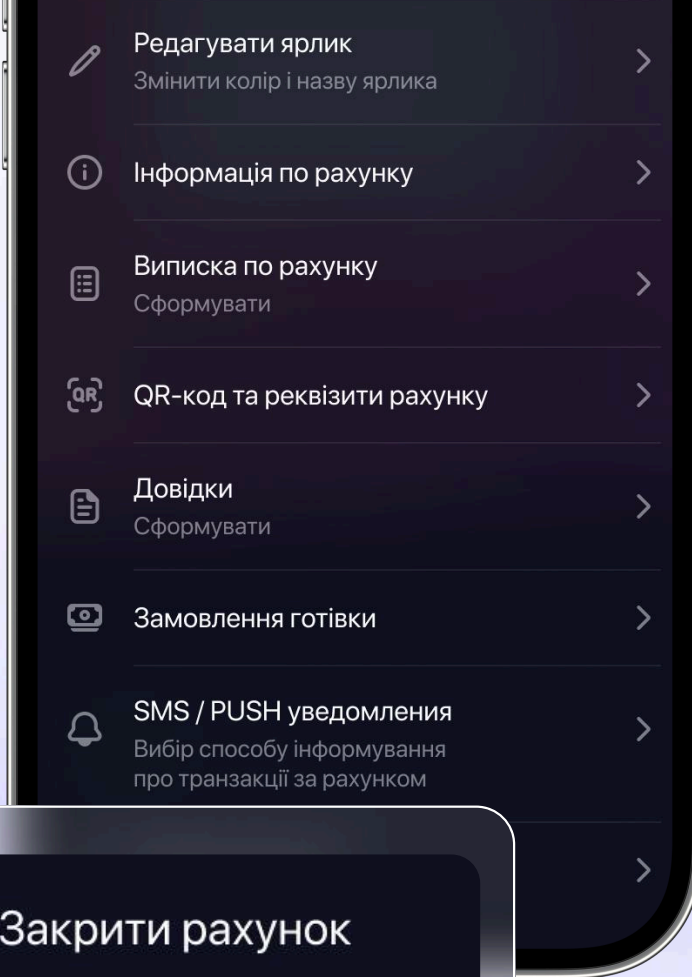 Редагувати ярлик
Змінити колір і назву ярлика
Інформація по рахунку
Виписка по рахунку
Сформувати
QR
QR-код та реквізити рахунку
Довідки
Сформувати
Замовлення готівки
SMS / PUSH уведомления
Вибір способу інформування
про транзакції за рахунком
Закрити рахунок